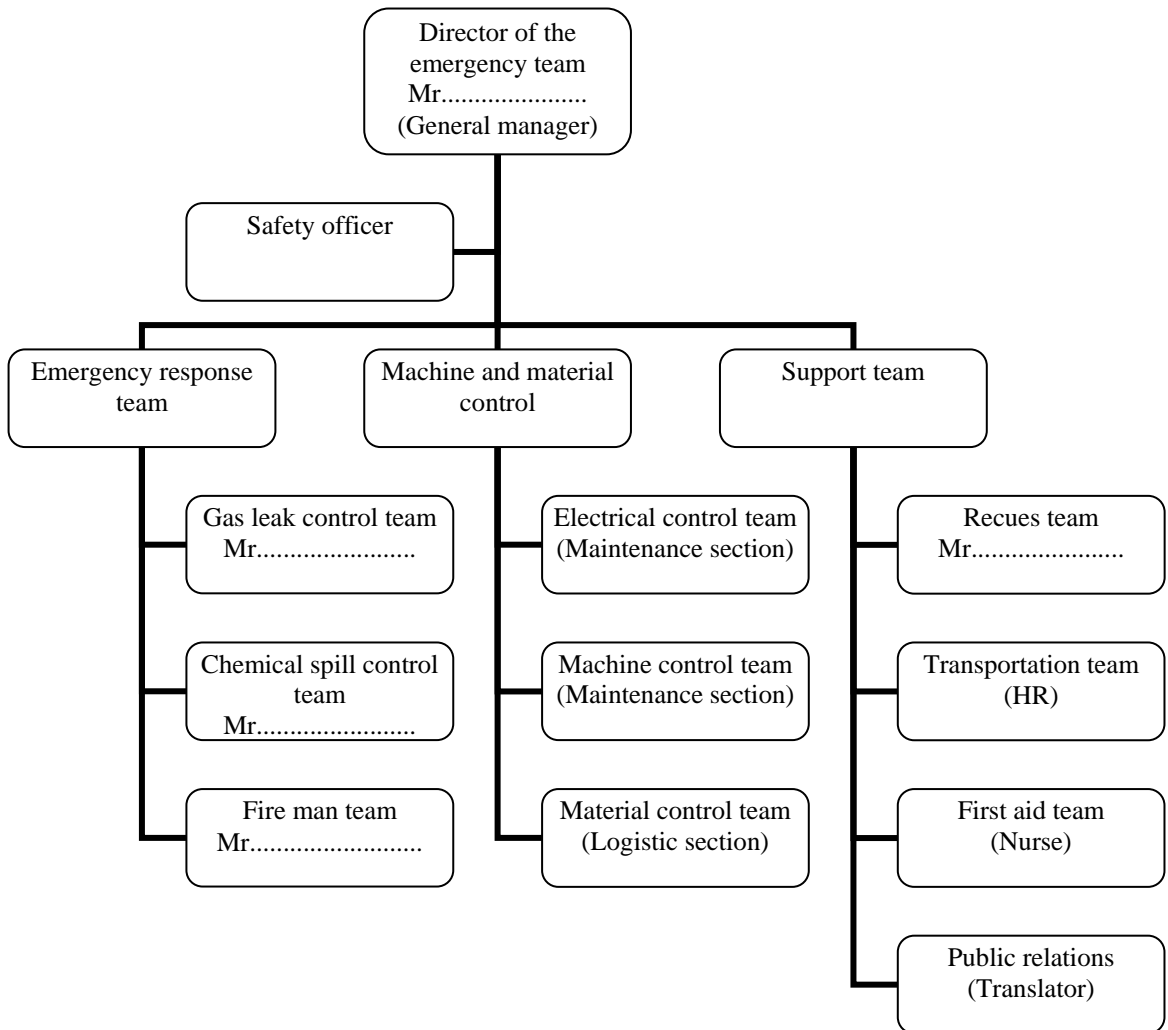 Director of the
emergency team
Mr......................
(General manager)
Safety officer
Emergency response
team
Machine and material
control
Support team
Gas leak control team
Mr.......................
Electrical control team
(Maintenance section)
Recues team
Mr.......................
Chemical spill control
team
Mr........................
Machine control team
(Maintenance section)
Transportation team
(HR)
Fire man team
Mr..........................
Material control team
(Logistic section)
First aid team
(Nurse)
Public relations
(Translator)